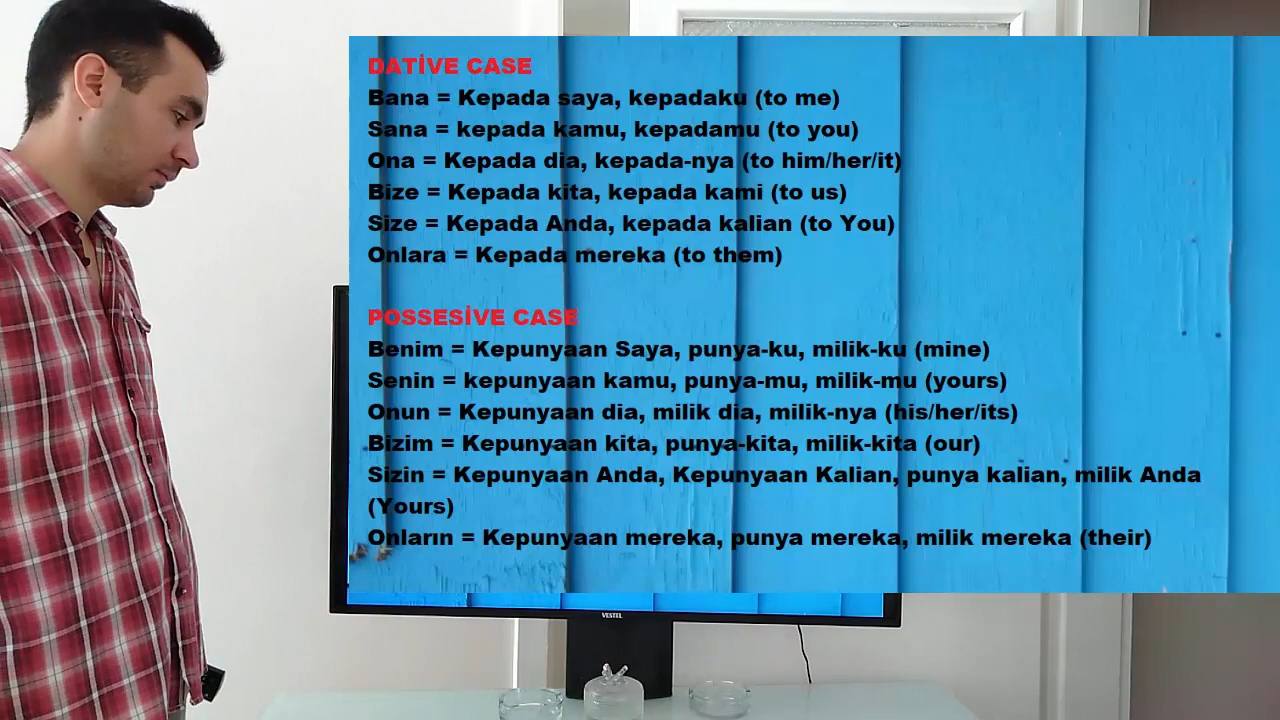 DATİVE CASE
Bana = Kepada saya, kepadaku (to me)
Sana = kepada kamu, kepadamu (to you)
Ona = Kepada dia, kepada-nya (to him/her/it)
Bize = Kepada kita, kepada kami (to us)
Size = Kepada Anda, kepada kalian (to You)
Onlara = Kepada mereka (to them)
POSSESİVE CASE
Benim = Kepunyaan Saya, punya-ku, milik-ku (mine)
Senin = kepunyaan kamu, punya-mu, milik-mu (yours)
Onun = Kepunyaan dia, milik dia, milik-nya (his/her/its)
Bizim = Kepunyaan kita, punya-kita, milik-kita (our)
Sizin = Kepunyaan Anda, Kepunyaan Kalian, punya kalian, milik Anda
(Yours)
Onların = Kepunyaan mereka, punya mereka, milik mereka (their)
VESTEL